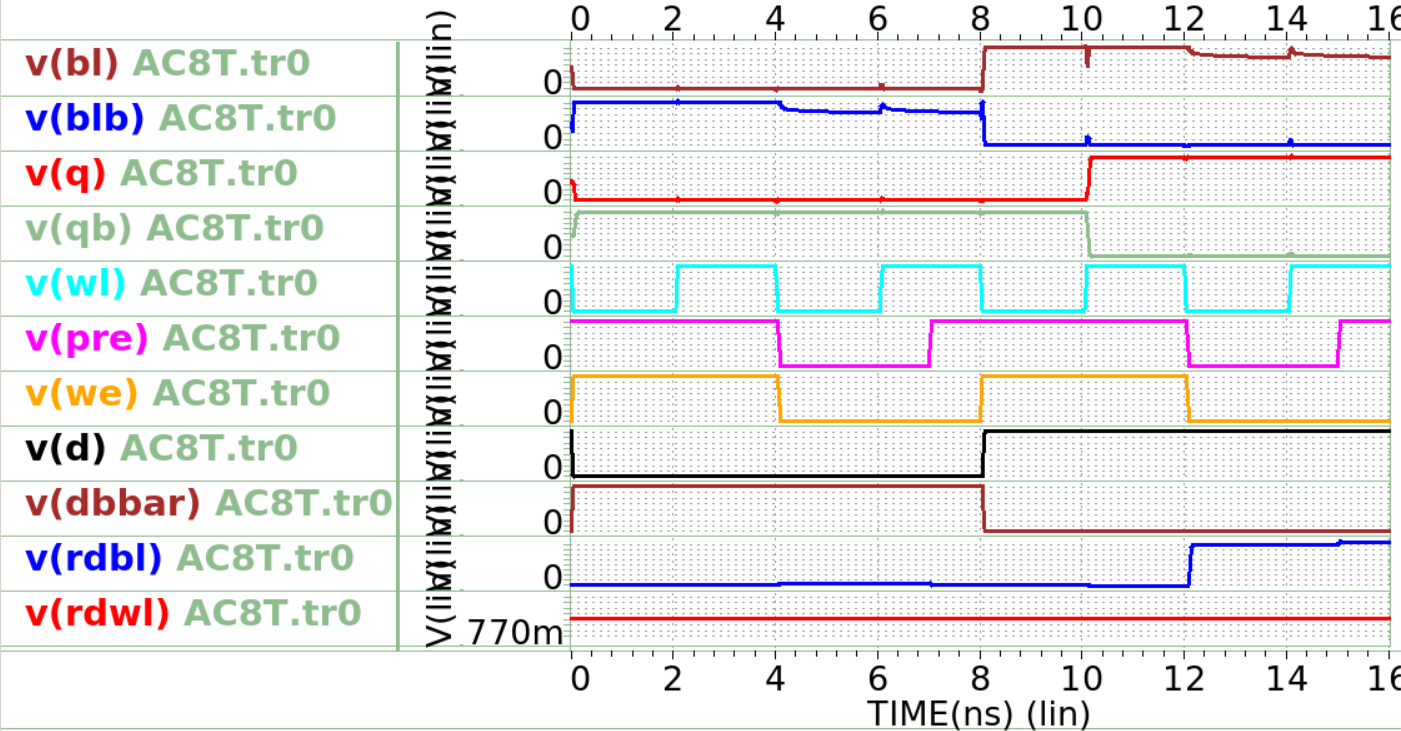 0 2 4 6 8 10 12 14 16
v(bl) AC8T.tr0 0
v(blb) AC8T.tr0 0
v(q) AC8T.tr0 0
v(qb) AC8T.tr0 0
v(wl) AC8T.tr0 0
v(pre) AC8T.tr0 0
v(we) AC8T.tr0 0
v(d) AC8T.tr0 0
v(dbbar) AC8T.tr0 0
v(rdbl) AC8T.tr0 0
v(rdwl) AC8T.tr0
770m
0 2 4 6 8 10 12 14 16
TIME(ns) (lin)